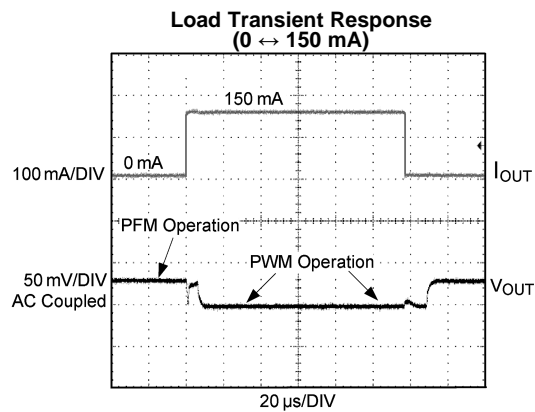 Load Transient Response
(0 ↔ 150 mA)
150 mA
0 mA
100 mA/DIV
IOUT
PFM Operation
PWM Operation
50 mV/DIV
AC Coupled
VOUT
20 µs/DIV